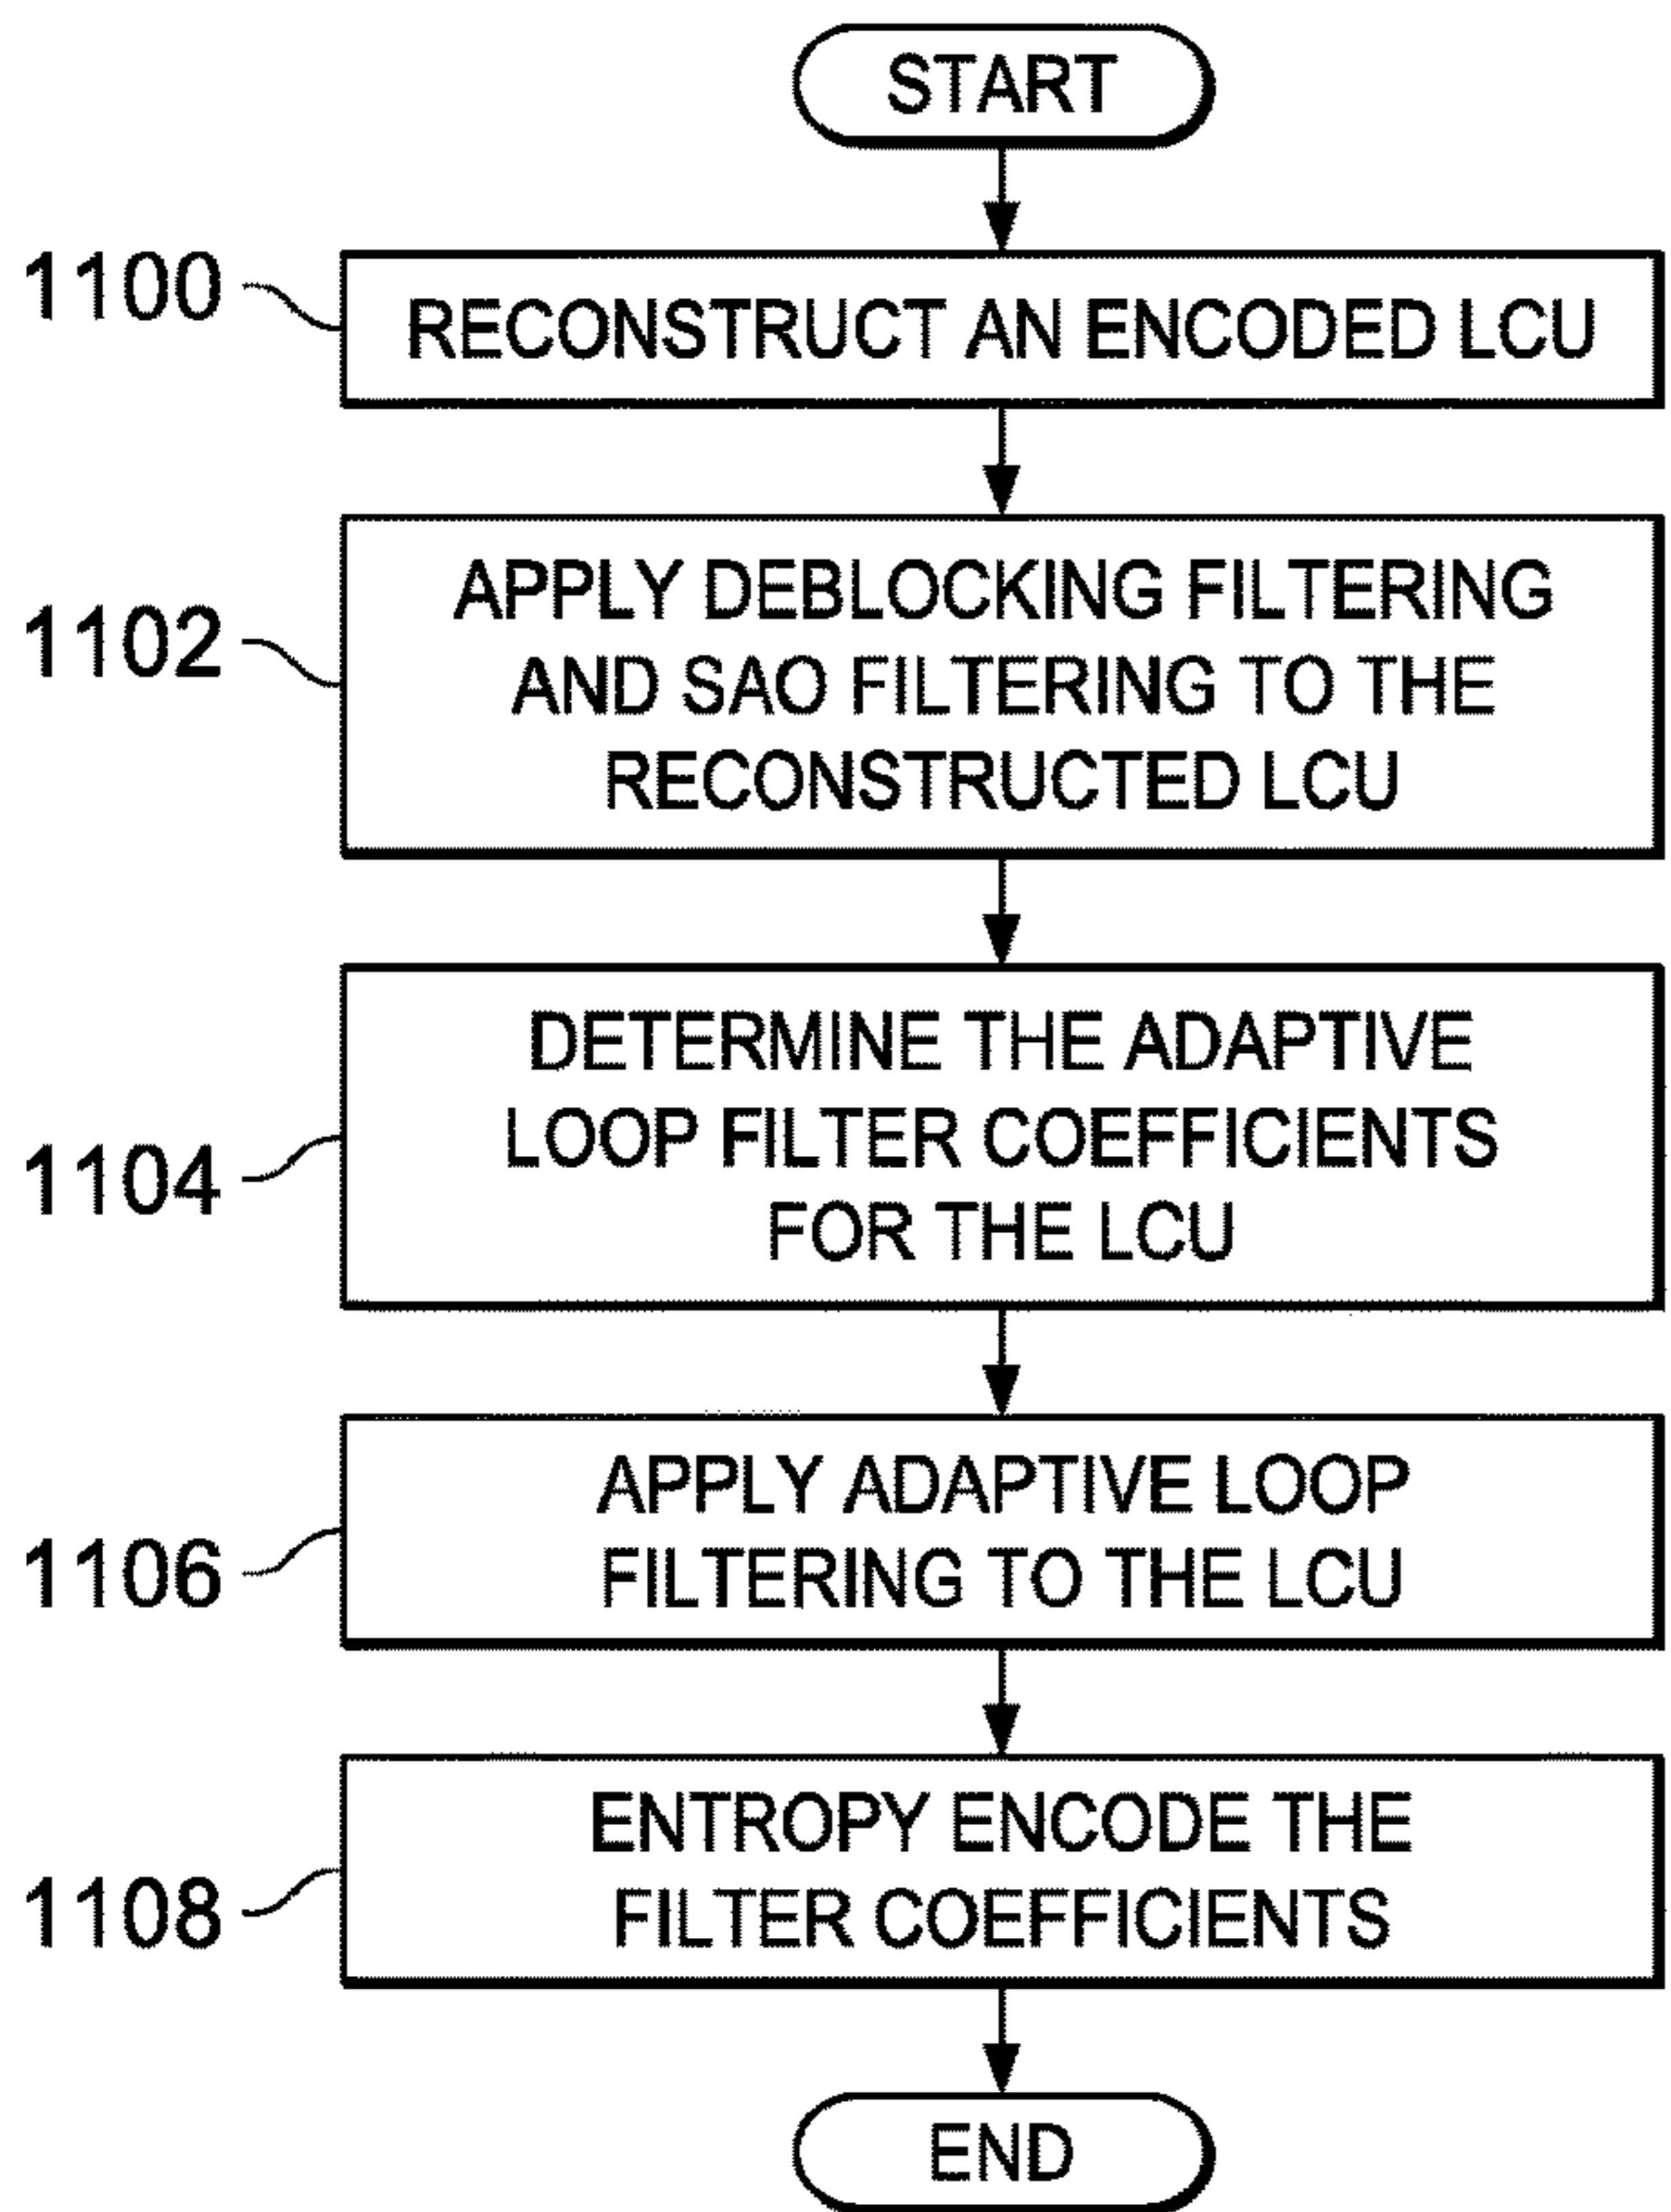 START
1100
RECONSTRUCT AN ENCODED LCU
1102
APPLY DEBLOCKING FILTERING
AND SAO FILTERING TO THE
RECONSTRUCTED LCU
1104
DETERMINE THE ADAPTIVE
LOOP FILTER COEFFICIENTS
FOR THE LCU
1106
APPLY ADAPTIVE LOOP
FILTERING TO THE LCU
1108
ENTROPY ENCODE THE
FILTER COEFFICIENTS
END